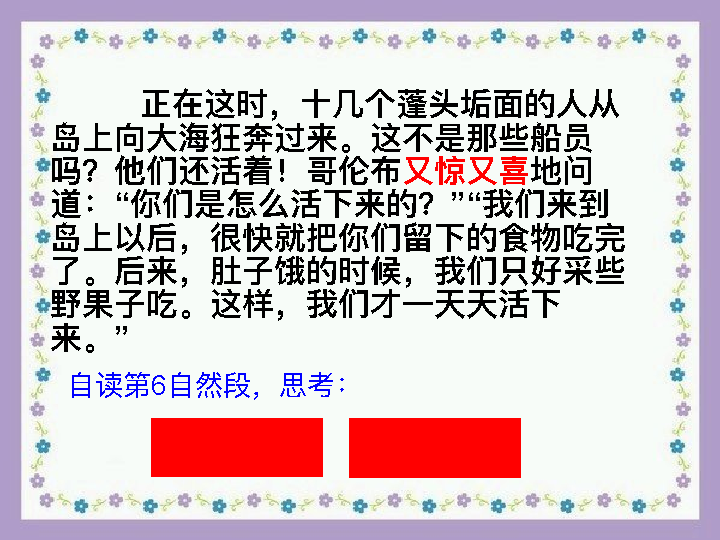 正在这时，十几个蓬头垢面的人从
岛上向大海狂奔过来。这不是那些船员
吗？他们还活着！哥伦布又惊又喜地问
道：“你们是怎么活下来的？”“我们来到
岛上以后，很快就把你们留下的食物吃完
了。后来，肚子饿的时候，我们只好采些
野果子吃。这样，我们才一天天活下
来。”
自读第6自然段，思考：